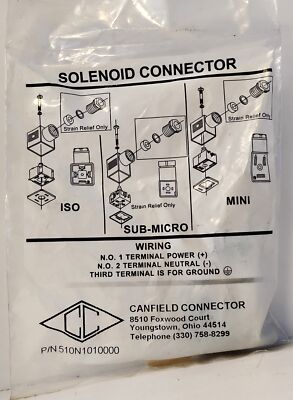 SOLENOID CONNECTOR
Strain Relief Only
Strain Relief Only
Strain Relief Only
ISO
SUB-MICRO
MINI
WIRING
N.O. 1 TERMINAL POWER (+)
N.O. 2 TERMINAL NEUTRAL (-)
THIRD TERMINAL IS FOR GROUND
CC
P/N 510N1010000
CANFIELD CONNECTOR
8510 Foxwood Court
Youngstown, Ohio 44514
Telephone (330) 758-8299